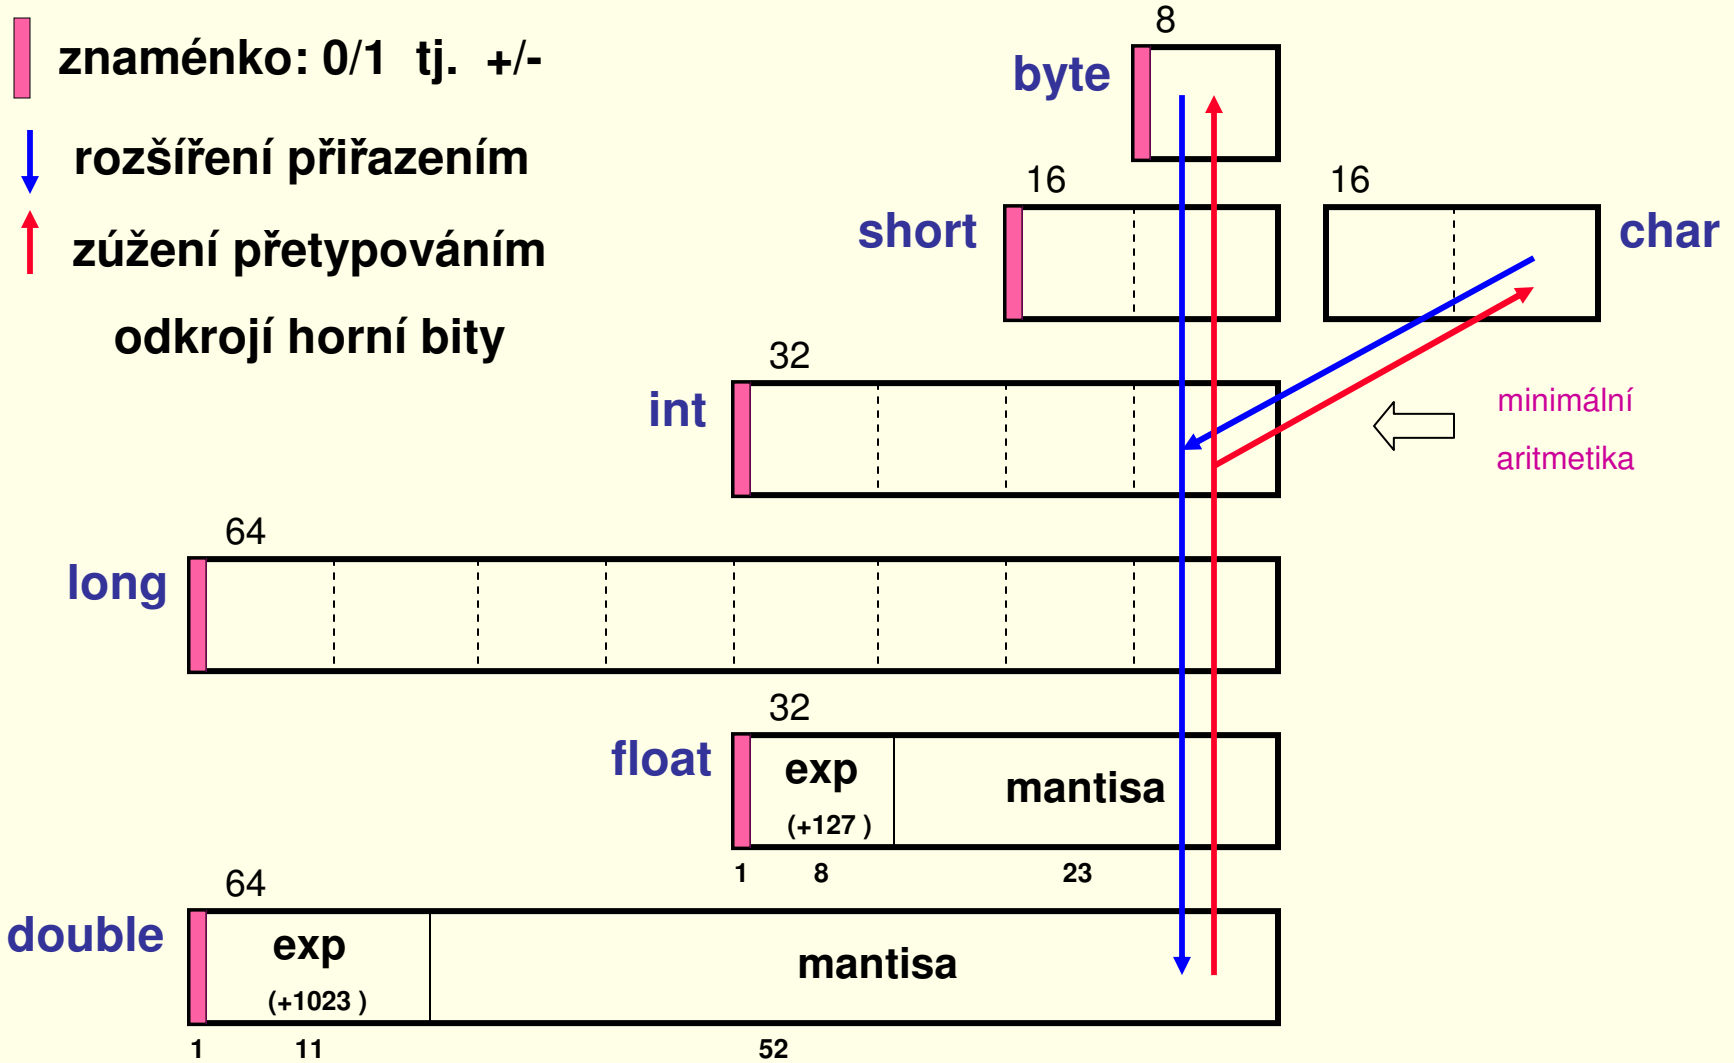 znaménko: 0/1 tj. +/-
rozšíření přiřazením
zúžení přetypováním
odkrojí horní bity
8
byte
16
short
16
char
32
int
minimální
aritmetika
64
long
32
float
exp
(+127 )
mantisa
1 8 23
64
double
exp
(+1023 )
mantisa
1 11 52